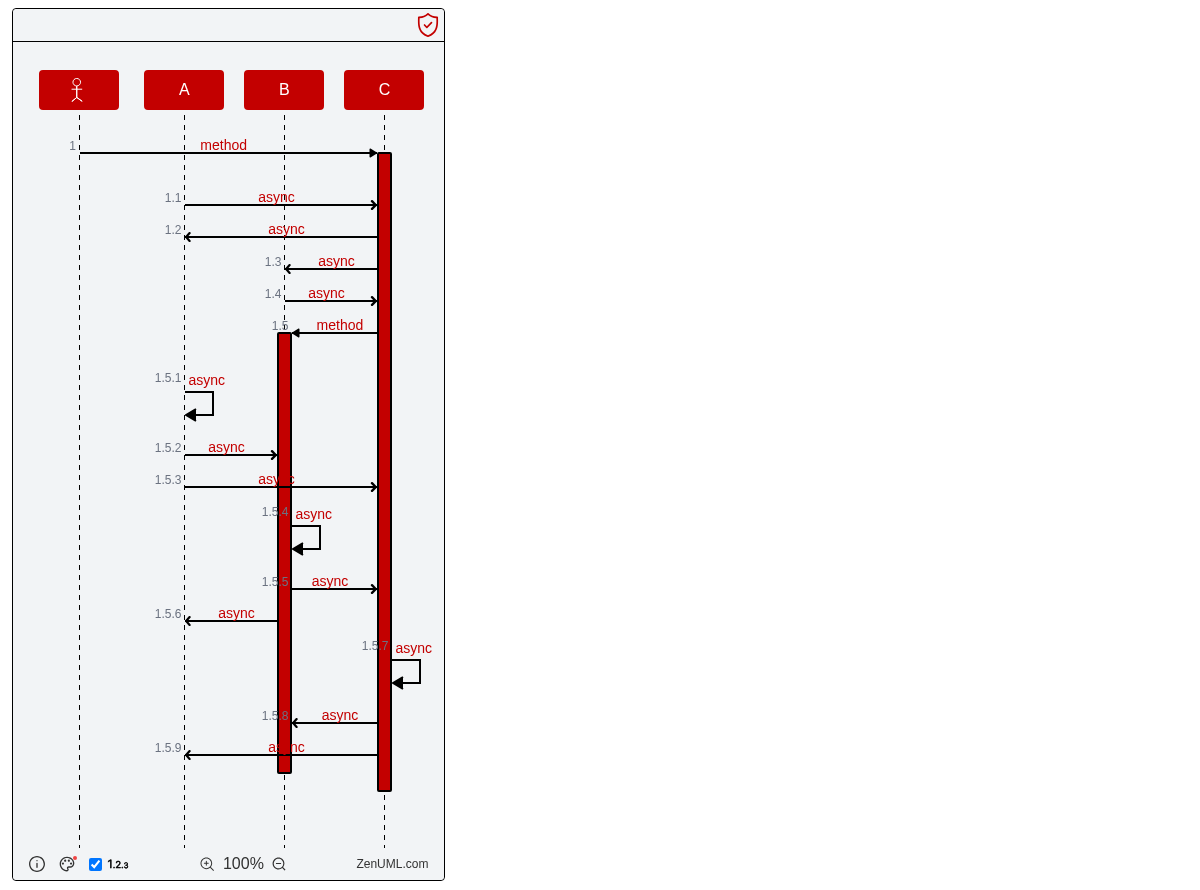 A B C
1 method
1.1 async
1.2 async
1.3 async
1.4 async
1.5 method
1.5.1 async
1.5.2 async
1.5.3 async
1.5.4 async
1.5.5 async
1.5.6 async
1.5.7 async
1.5.8 async
1.5.9 async
1.2.3 100% ZenUML.com